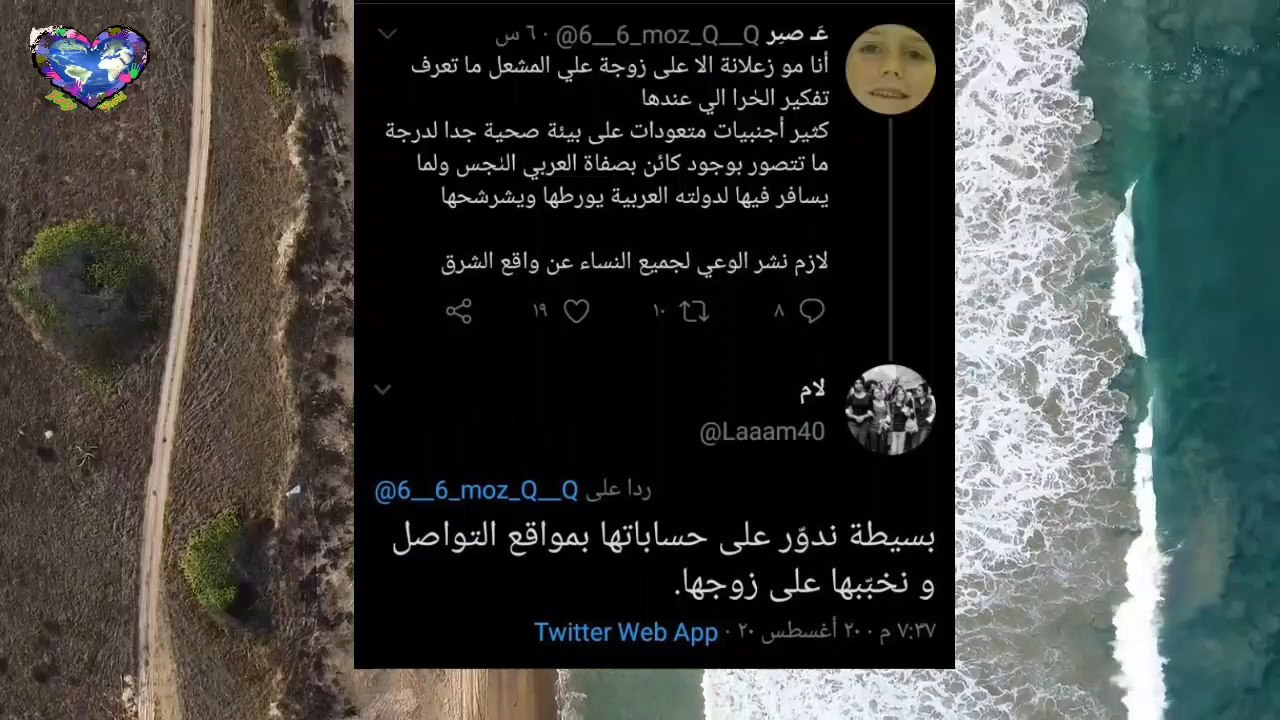 عـ صبر @6__6_moz_Q__Q · ٦٠ س
أنا مو زعلانة الا على زوجة علي المشعل ما تعرف
تفكير الخرا الي عندها
كثير أجنبيات متعودات على بيئة صحية جدا لدرجة
ما تتصور بوجود كائن بصفاة العربي النجس ولما
يسافر فيها لدولته العربية يورطها ويشرشحها
لازم نشر الوعي لجميع النساء عن واقع الشرق
٨ ١٠ ١٩
لام
@Laaam40
ردا على @6__6_moz_Q__Q
بسيطة ندوّر على حساباتها بمواقع التواصل
و نخبّبها على زوجها.
٧:٣٧ م · ٢٠ أغسطس ٢٠ · Twitter Web App